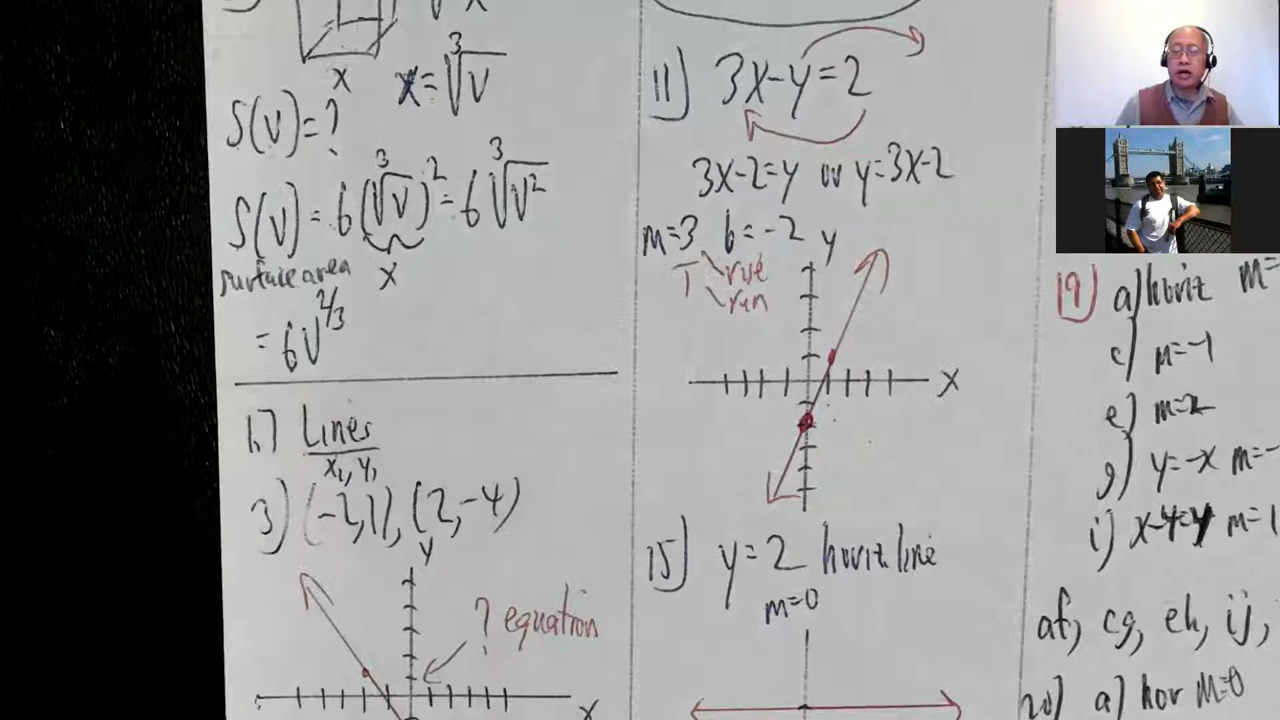 x
x = ∛V
S(V) = ?
S(V) = 6(∛V)² = 6∛V²
surface area
x
= 6V^2/3
1.7 Lines
x₁, y₁
3) (-2,1), (2,-4)
y
? equation
x
11) 3x-y=2
3x-2=y or y=3x-2
m=3 b=-2
rise
run
y
x
15) y=2 horiz. line
m=0
19) a) horiz m=
c) m=-1
e) m=2
g) y=-x m=-
i) x-4=y m=1
af, cg, eh, ij,
20) a) hor m=0